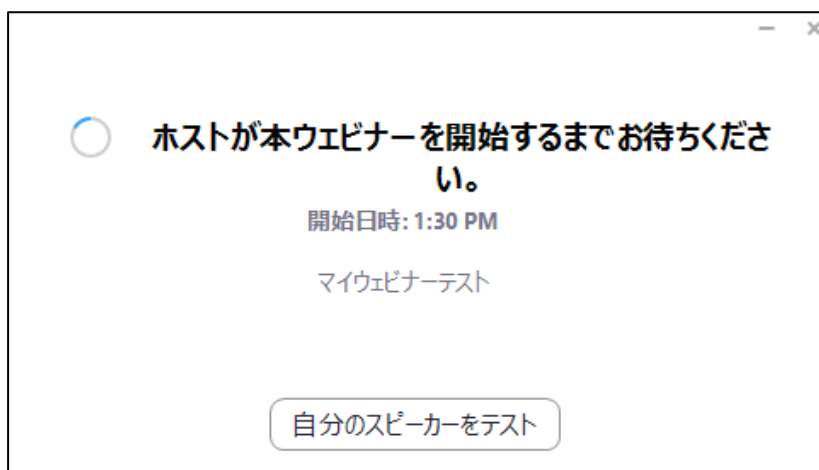 ホストが本ウェビナーを開始するまでお待ちくださ
い。
開始日時: 1:30 PM
マイウェビナーテスト
自分のスピーカーをテスト